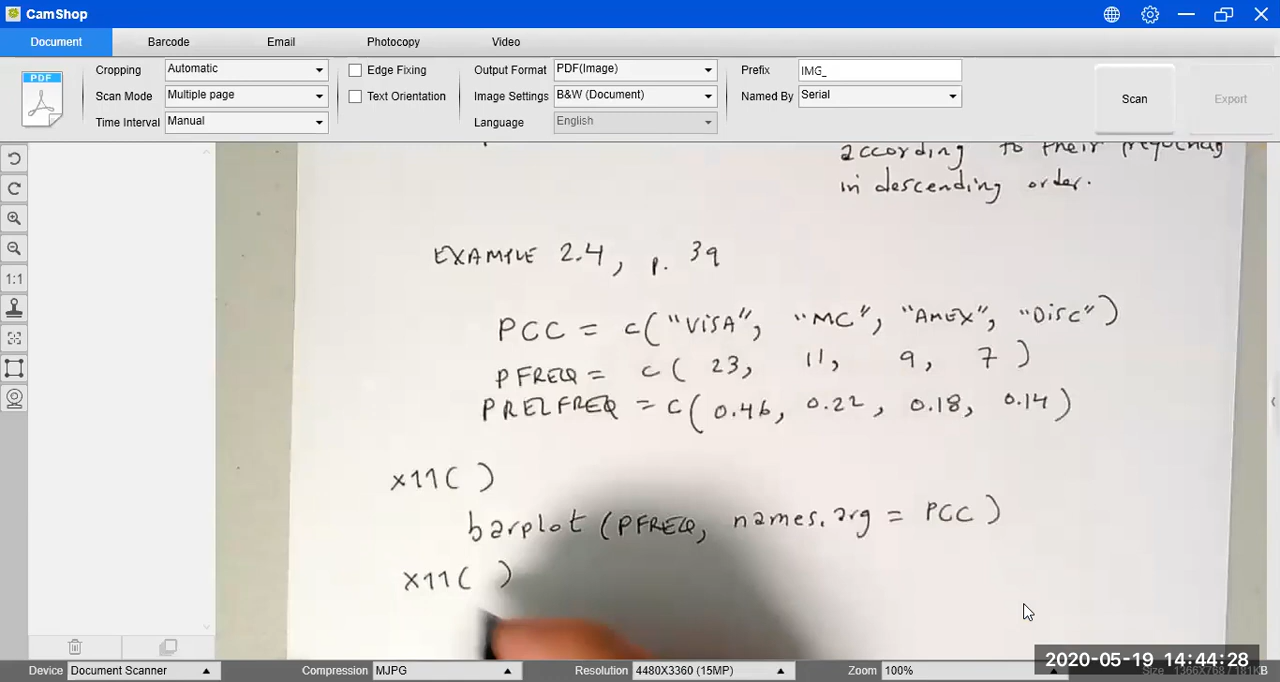 CamShop
Document Barcode Email Photocopy Video
Cropping Automatic Edge Fixing Output Format PDF(Image) Prefix IMG_
PDF Scan Mode Multiple page Text Orientation Image Settings B&W (Document) Named By Serial Scan Export
Time Interval Manual Language English
1:1
according to their
in descending order.
EXAMPLE 2.4, p. 39
PCC = c("VISA", "MC", "AMEX", "DISC")
PFREQ = c( 23, 11, 9, 7 )
PRELFREQ = c( 0.46, 0.22, 0.18, 0.14 )
x11( )
barplot (PFREQ, names.arg = PCC )
x11( )
2020-05-19 14:44:28
Device Document Scanner Compression MJPG Resolution 4480X3360 (15MP) Zoom 100%